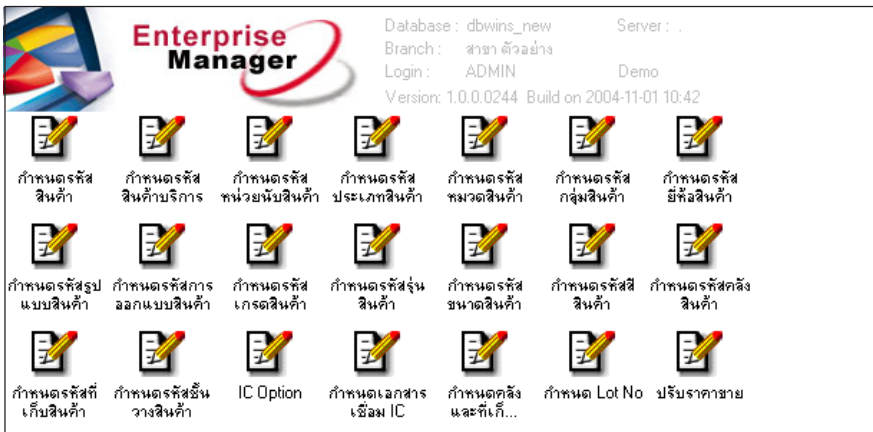 Enterprise
Manager
Database : dbwins_new Server : .
Branch : สาขา ตัวอย่าง
Login : ADMIN Demo
Version: 1.0.0.0244 Build on 2004-11-01 10:42
กำหนดรหัส
สินค้า
กำหนดรหัส
สินค้าบริการ
กำหนดรหัส
หน่วยนับสินค้า
กำหนดรหัส
ประเภทสินค้า
กำหนดรหัส
หมวดสินค้า
กำหนดรหัส
กลุ่มสินค้า
กำหนดรหัส
ยี่ห้อสินค้า
กำหนดรหัสรูป
แบบสินค้า
กำหนดรหัสการ
ออกแบบสินค้า
กำหนดรหัส
เกรดสินค้า
กำหนดรหัสรุ่น
สินค้า
กำหนดรหัส
ขนาดสินค้า
กำหนดรหัสสี
สินค้า
กำหนดรหัสคลัง
สินค้า
กำหนดรหัสที่
เก็บสินค้า
กำหนดรหัสชั้น
วางสินค้า
IC Option
กำหนดเอกสาร
เชื่อม IC
กำหนดคลัง
และที่เก็...
กำหนด Lot No
ปรับราคาขาย